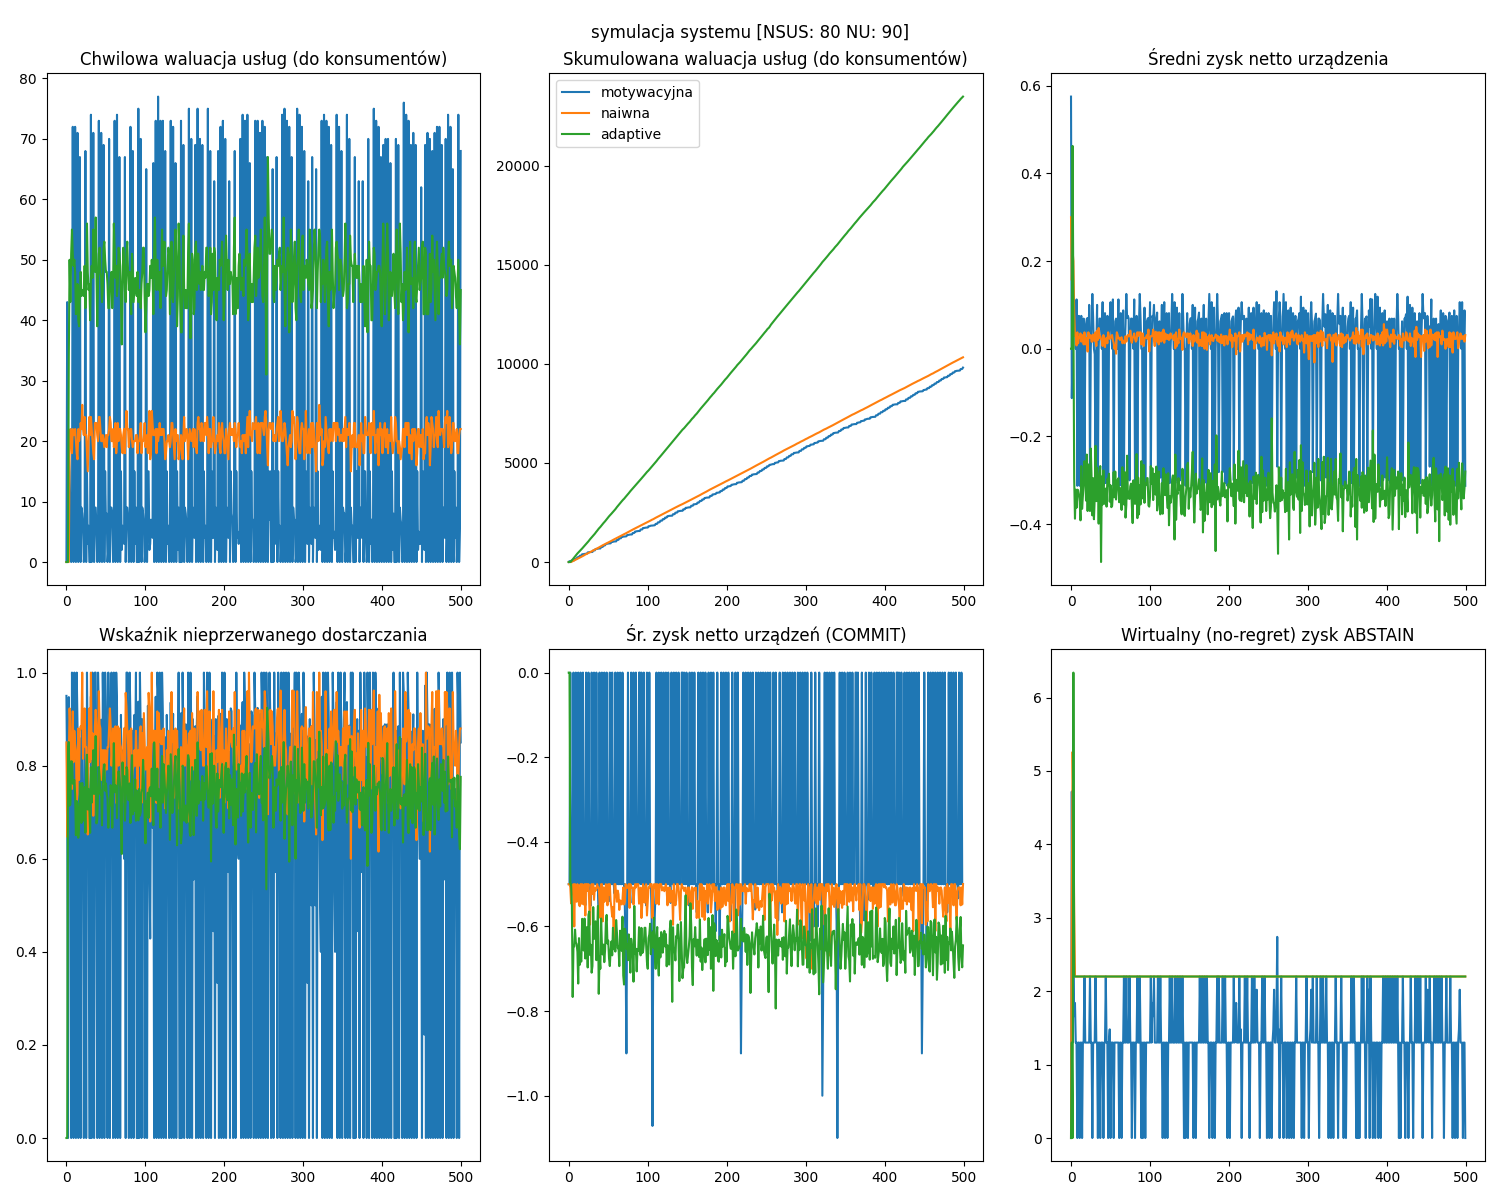 symulacja systemu [NSUS: 80 NU: 90]
Chwilowa waluacja usług (do konsumentów)
80
70
60
50
40
30
20
10
0
0 100 200 300 400 500
Skumulowana waluacja usług (do konsumentów)
motywacyjna
naiwna
adaptive
20000
15000
10000
5000
0
0 100 200 300 400 500
Średni zysk netto urządzenia
0.6
0.4
0.2
0.0
−0.2
−0.4
0 100 200 300 400 500
Wskaźnik nieprzerwanego dostarczania
1.0
0.8
0.6
0.4
0.2
0.0
0 100 200 300 400 500
Śr. zysk netto urządzeń (COMMIT)
0.0
−0.2
−0.4
−0.6
−0.8
−1.0
0 100 200 300 400 500
Wirtualny (no-regret) zysk ABSTAIN
6
5
4
3
2
1
0
0 100 200 300 400 500